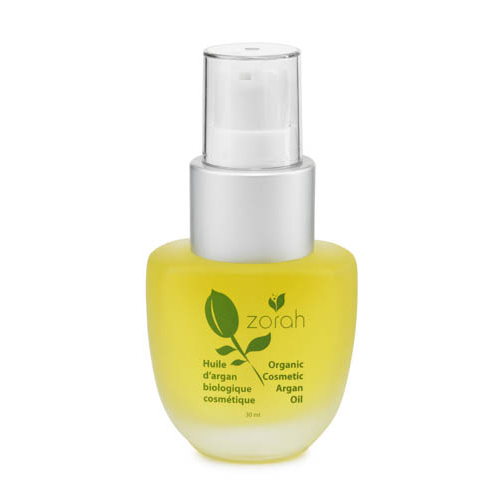 zorah
Huile
d'argan
biologique
cosmétique
Organic
Cosmetic
Argan
Oil
30 ml